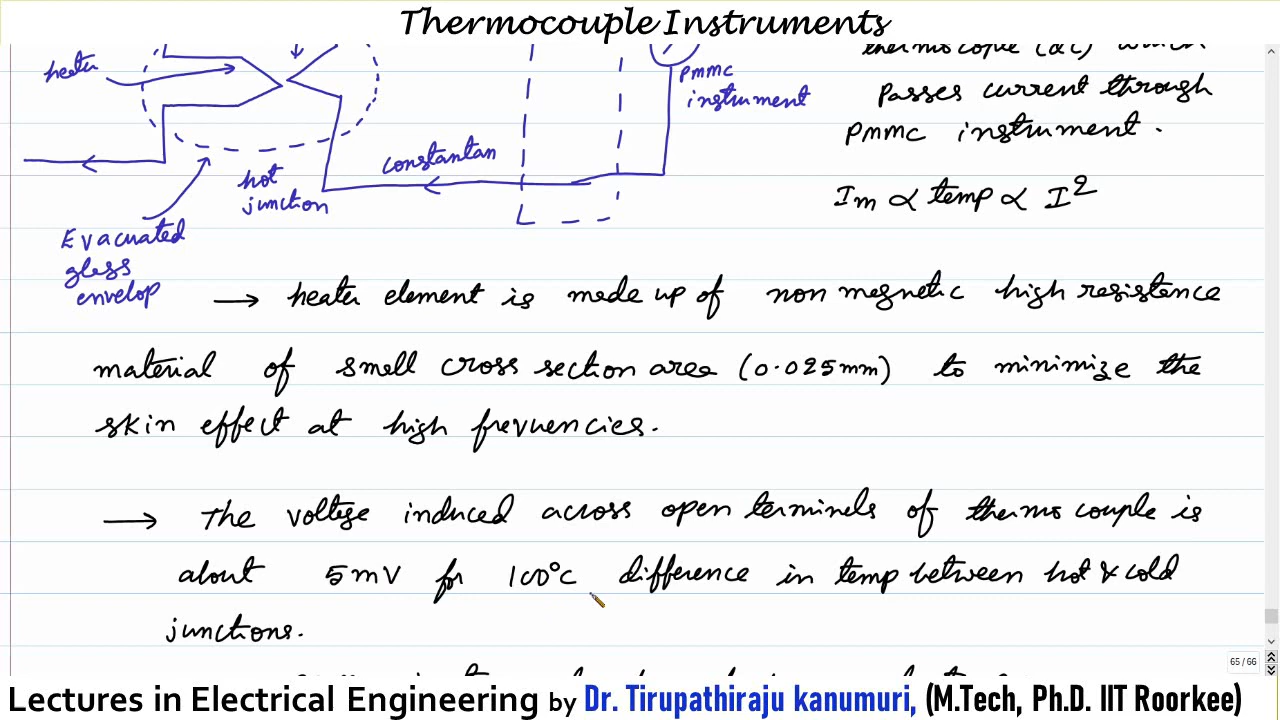 Thermocouple Instruments
heater
PMMC
instrument
passes current through
PMMC instrument.
Im ∝ temp ∝ I²
constantan
hot
junction
Evacuated
glass
envelop
→ heater element is made up of non magnetic high resistance
material of small cross section area (0.025mm) to minimize the
skin effect at high frequencies.
→ The voltage induced across open terminals of thermocouple is
about 5mV for 100°C difference in temp between hot & cold
junctions.
65 / 66
Lectures in Electrical Engineering by Dr. Tirupathiraju kanumuri, (M.Tech, Ph.D. IIT Roorkee)